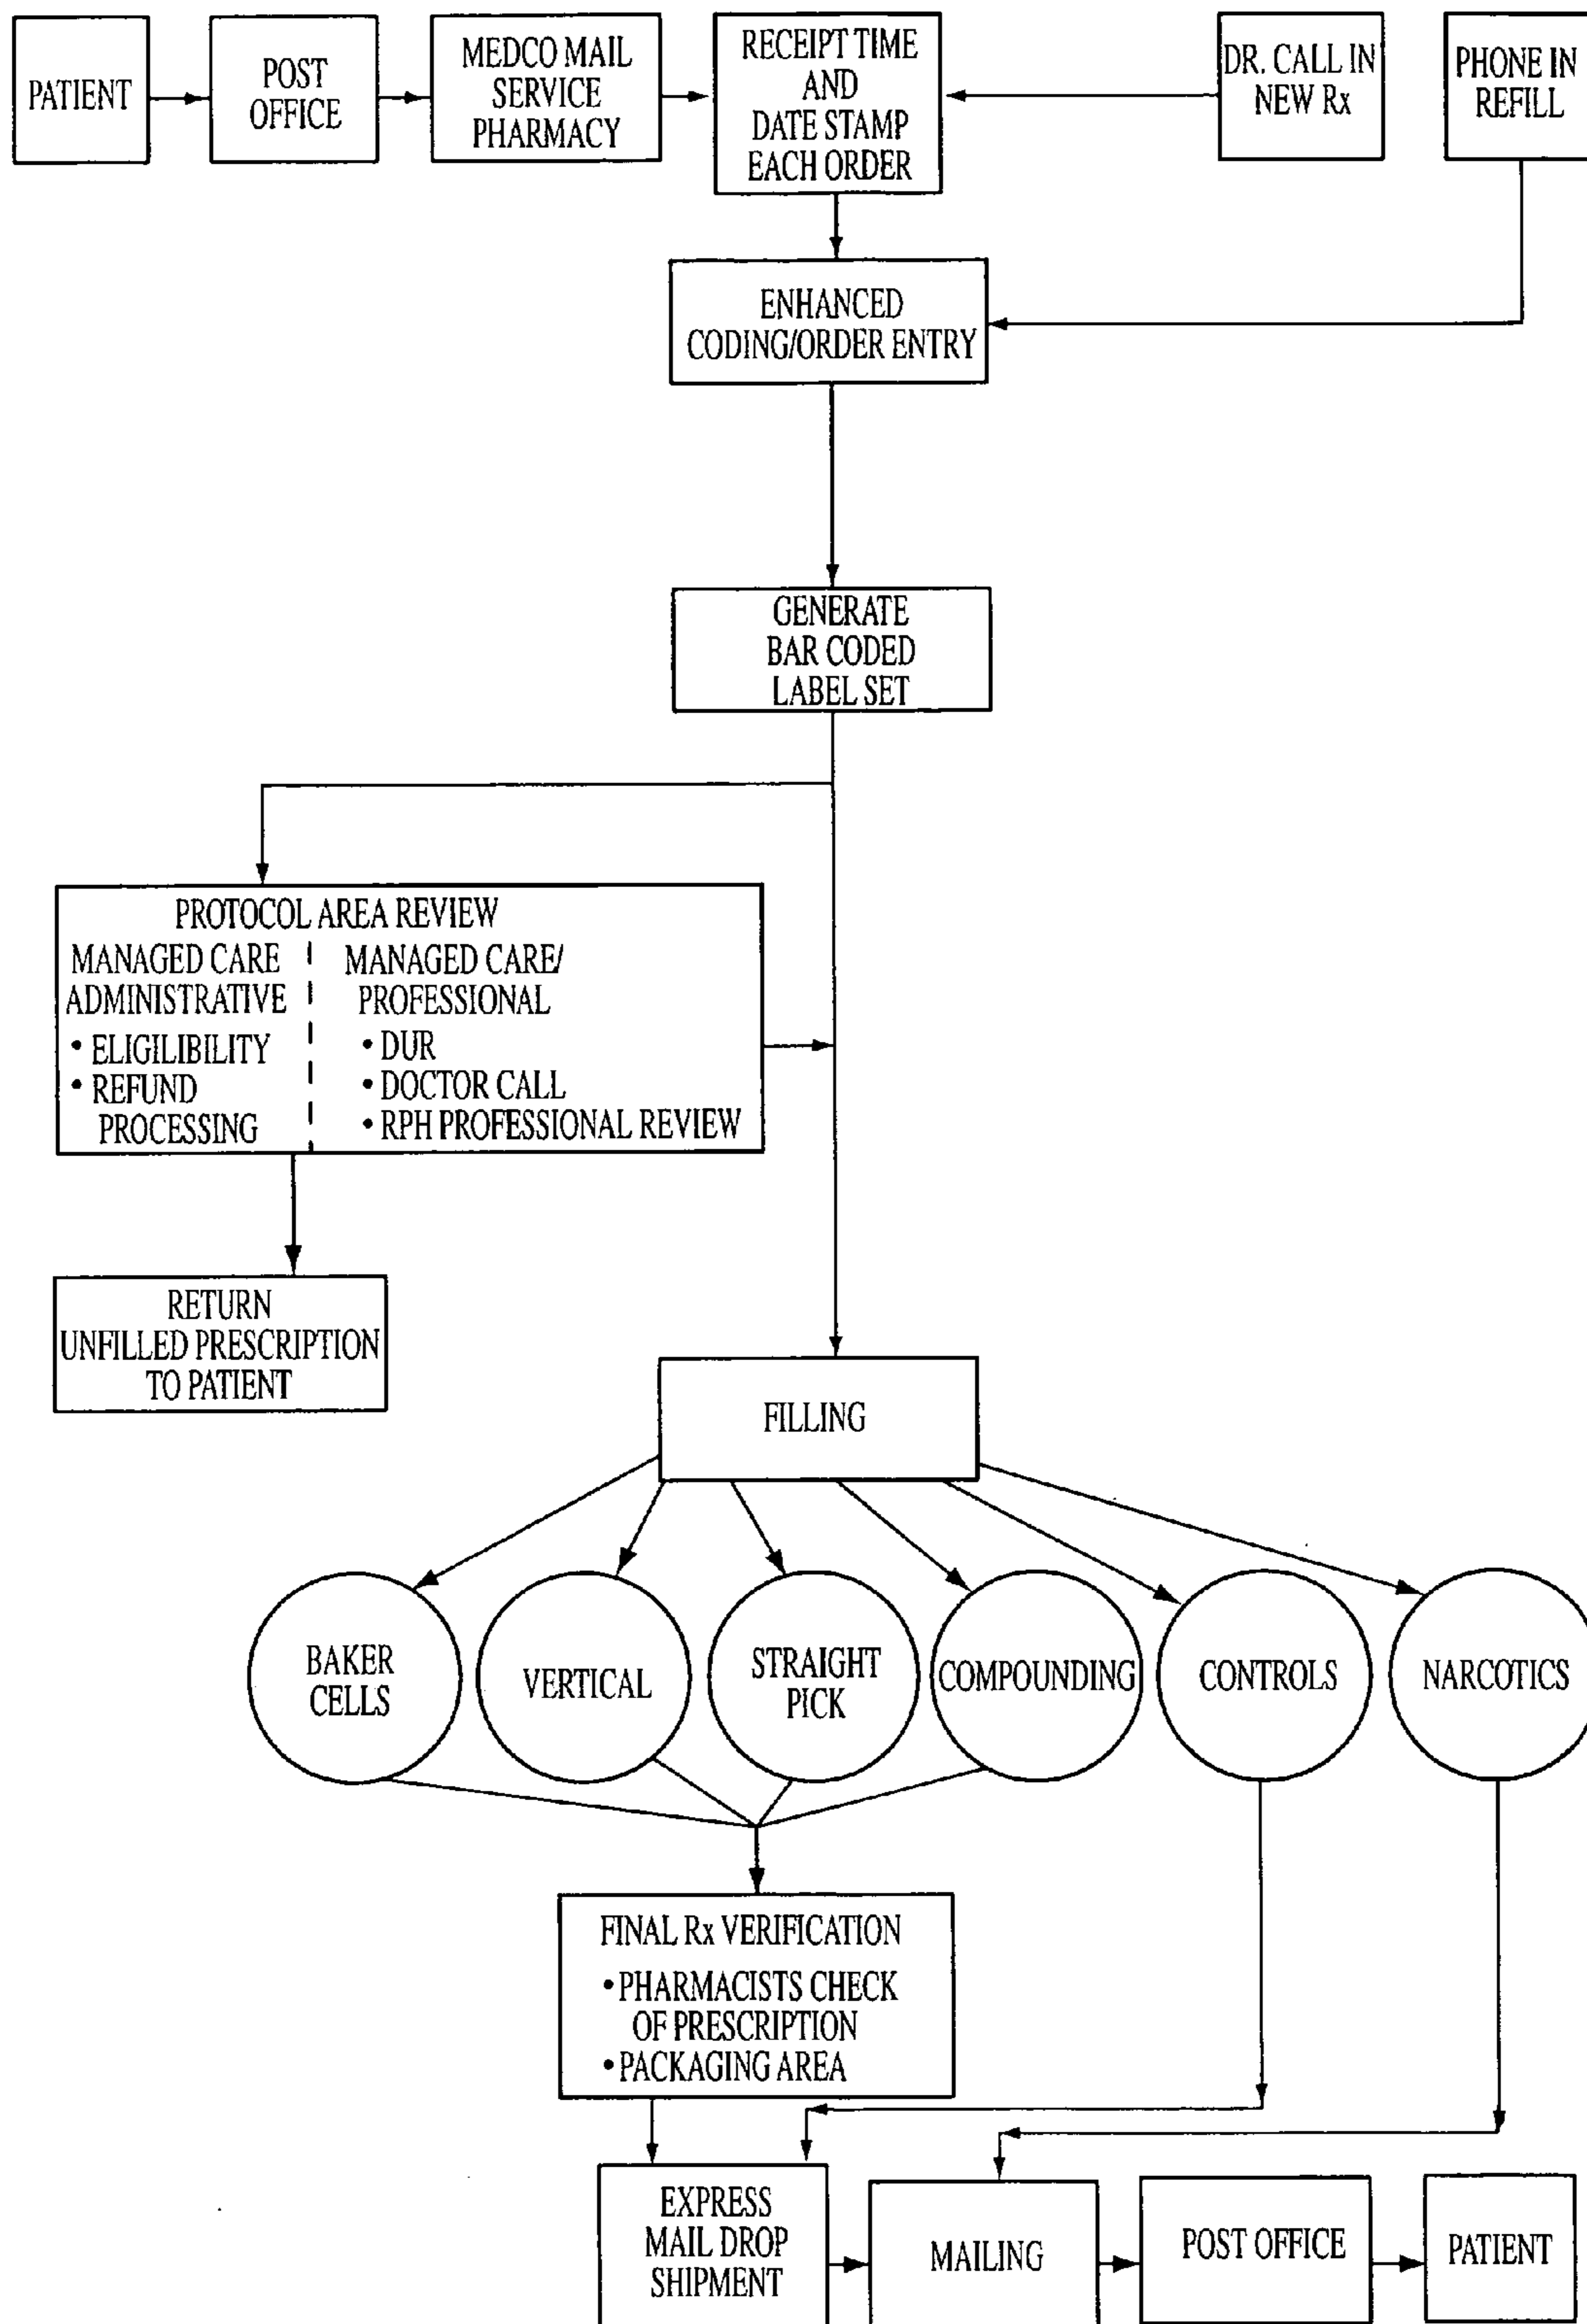 PATIENT
POST
OFFICE
MEDCO MAIL
SERVICE
PHARMACY
RECEIPT TIME
AND
DATE STAMP
EACH ORDER
DR. CALL IN
NEW Rx
PHONE IN
REFILL
ENHANCED
CODING/ORDER ENTRY
GENERATE
BAR CODED
LABEL SET
PROTOCOL AREA REVIEW
MANAGED CARE
ADMINISTRATIVE
• ELIGILIBILITY
• REFUND
PROCESSING
MANAGED CARE/
PROFESSIONAL
• DUR
• DOCTOR CALL
• RPH PROFESSIONAL REVIEW
RETURN
UNFILLED PRESCRIPTION
TO PATIENT
FILLING
BAKER
CELLS
VERTICAL
STRAIGHT
PICK
COMPOUNDING
CONTROLS
NARCOTICS
FINAL Rx VERIFICATION
• PHARMACISTS CHECK
OF PRESCRIPTION
• PACKAGING AREA
EXPRESS
MAIL DROP
SHIPMENT
MAILING
POST OFFICE
PATIENT